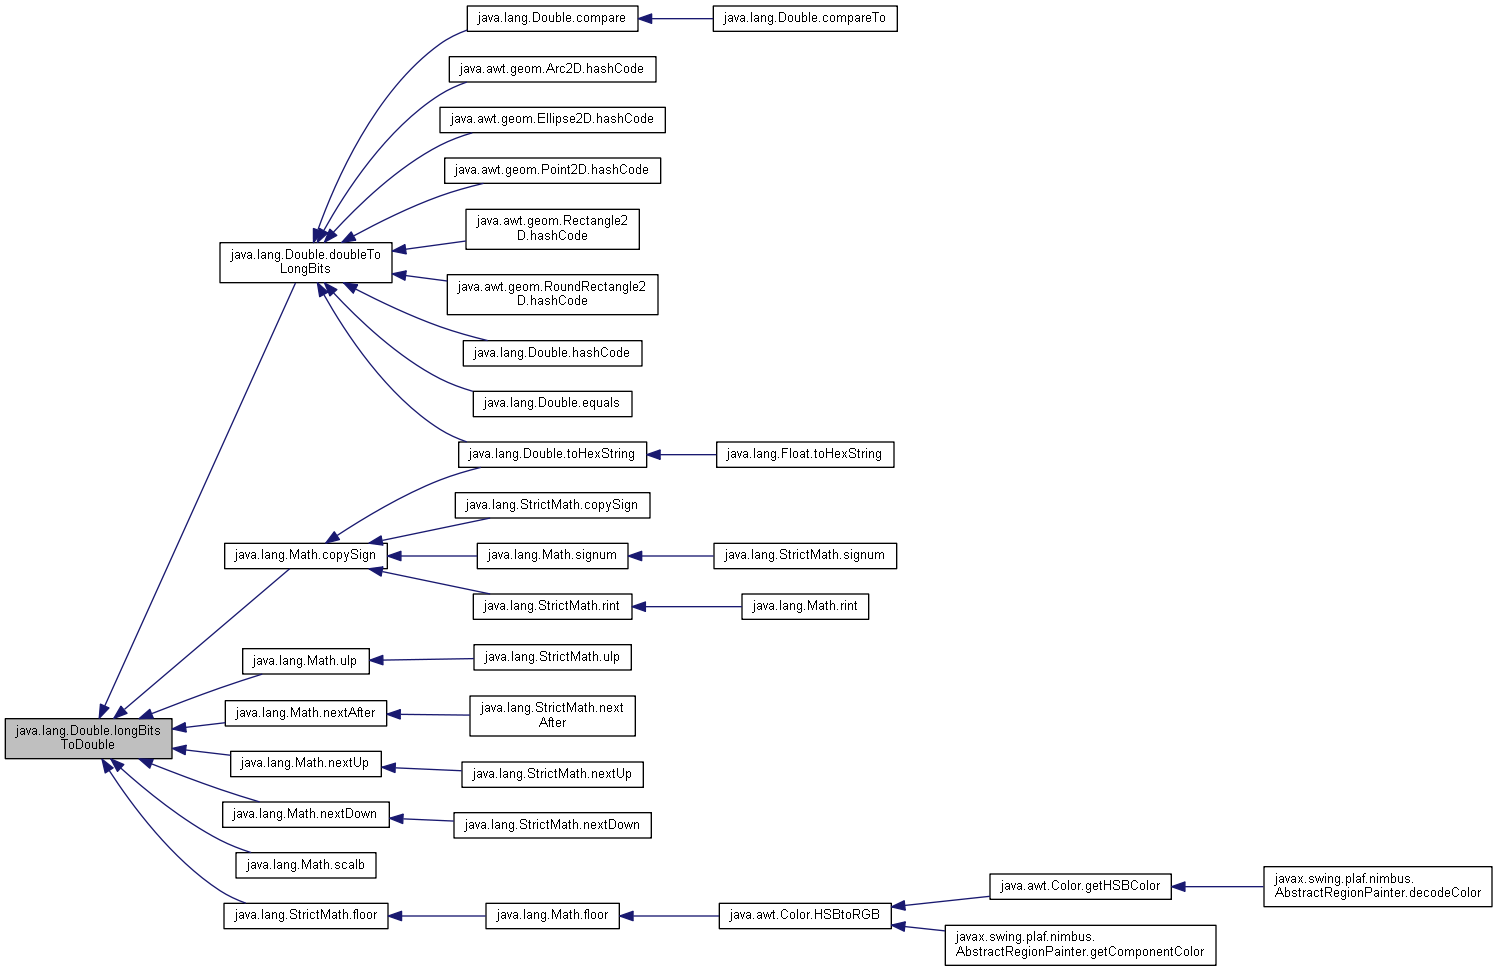 java.lang.Double.compare
java.lang.Double.compareTo
java.awt.geom.Arc2D.hashCode
java.awt.geom.Ellipse2D.hashCode
java.awt.geom.Point2D.hashCode
java.awt.geom.Rectangle2
D.hashCode
java.lang.Double.doubleTo
LongBits
java.awt.geom.RoundRectangle2
D.hashCode
java.lang.Double.hashCode
java.lang.Double.equals
java.lang.Double.toHexString
java.lang.Float.toHexString
java.lang.StrictMath.copySign
java.lang.Math.copySign
java.lang.Math.signum
java.lang.StrictMath.signum
java.lang.StrictMath.rint
java.lang.Math.rint
java.lang.Math.ulp
java.lang.StrictMath.ulp
java.lang.Math.nextAfter
java.lang.StrictMath.next
After
java.lang.Double.longBits
ToDouble
java.lang.Math.nextUp
java.lang.StrictMath.nextUp
java.lang.Math.nextDown
java.lang.StrictMath.nextDown
java.lang.Math.scalb
java.lang.StrictMath.floor
java.lang.Math.floor
java.awt.Color.HSBtoRGB
java.awt.Color.getHSBColor
javax.swing.plaf.nimbus.
AbstractRegionPainter.decodeColor
javax.swing.plaf.nimbus.
AbstractRegionPainter.getComponentColor